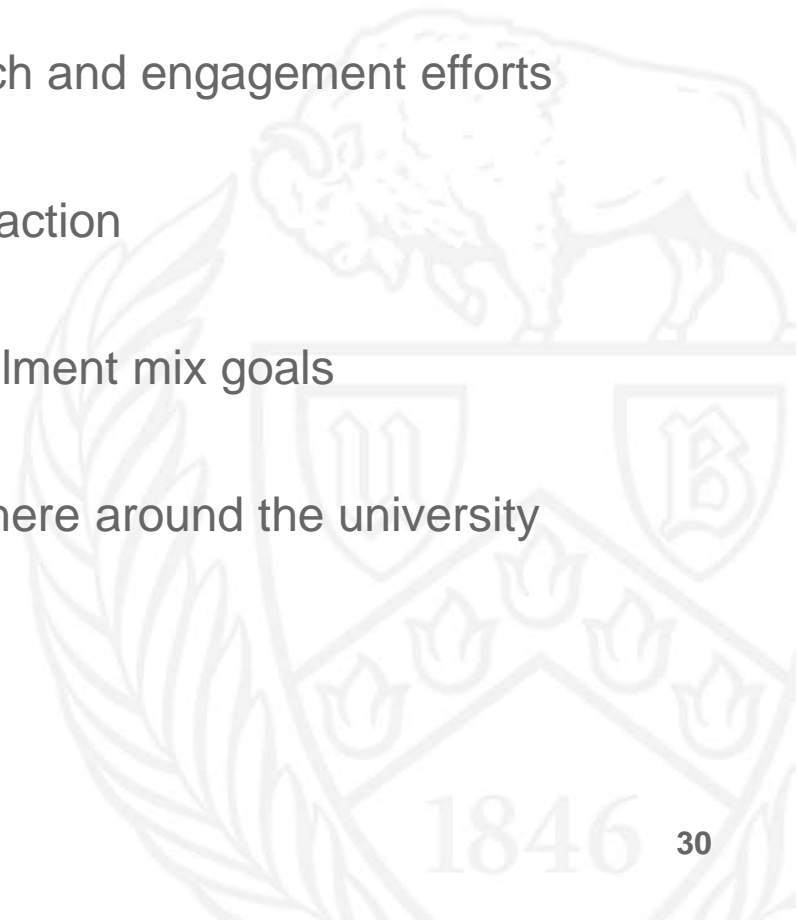 ch and engagement efforts
action
lment mix goals
here around the university
U B
1846
30